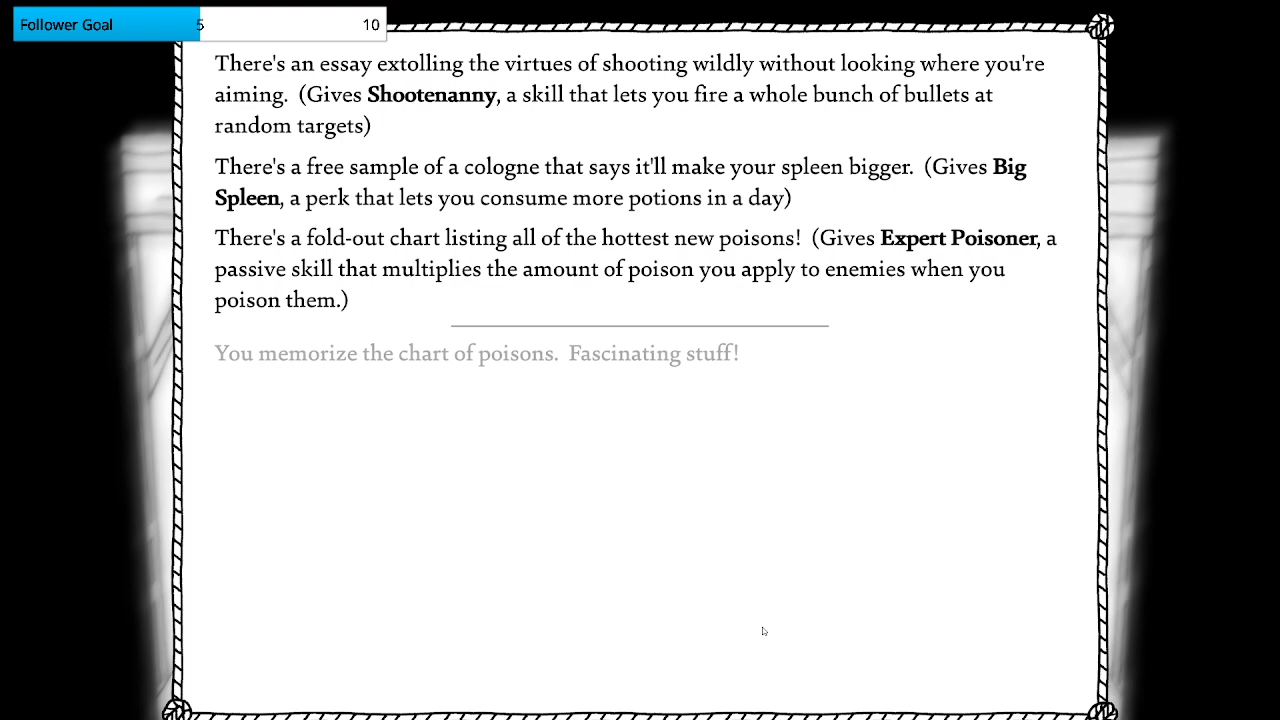 Follower Goal 5 10
There's an essay extolling the virtues of shooting wildly without looking where you're
aiming.  (Gives Shootenanny, a skill that lets you fire a whole bunch of bullets at
random targets)
There's a free sample of a cologne that says it'll make your spleen bigger.  (Gives Big
Spleen, a perk that lets you consume more potions in a day)
There's a fold-out chart listing all of the hottest new poisons!  (Gives Expert Poisoner, a
passive skill that multiplies the amount of poison you apply to enemies when you
poison them.)
You memorize the chart of poisons.  Fascinating stuff!